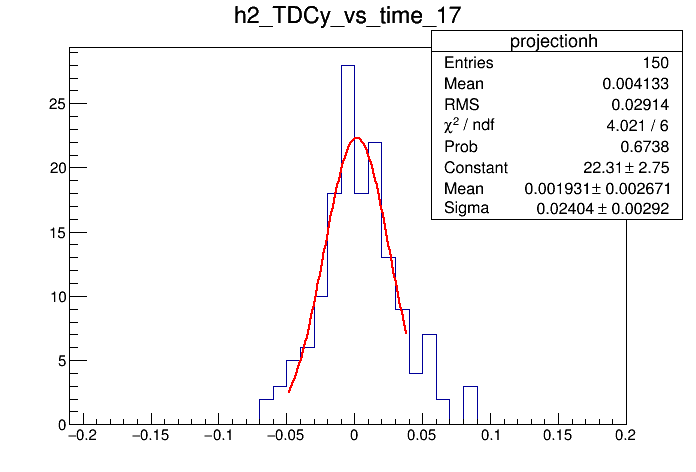 h2_TDCy_vs_time_17
projectionh
Entries 150
Mean 0.004133
RMS 0.02914
χ² / ndf 4.021 / 6
Prob 0.6738
Constant 22.31 ± 2.75
Mean 0.001931 ± 0.002671
Sigma 0.02404 ± 0.00292
25
20
15
10
5
0
−0.2 −0.15 −0.1 −0.05 0 0.05 0.1 0.15 0.2